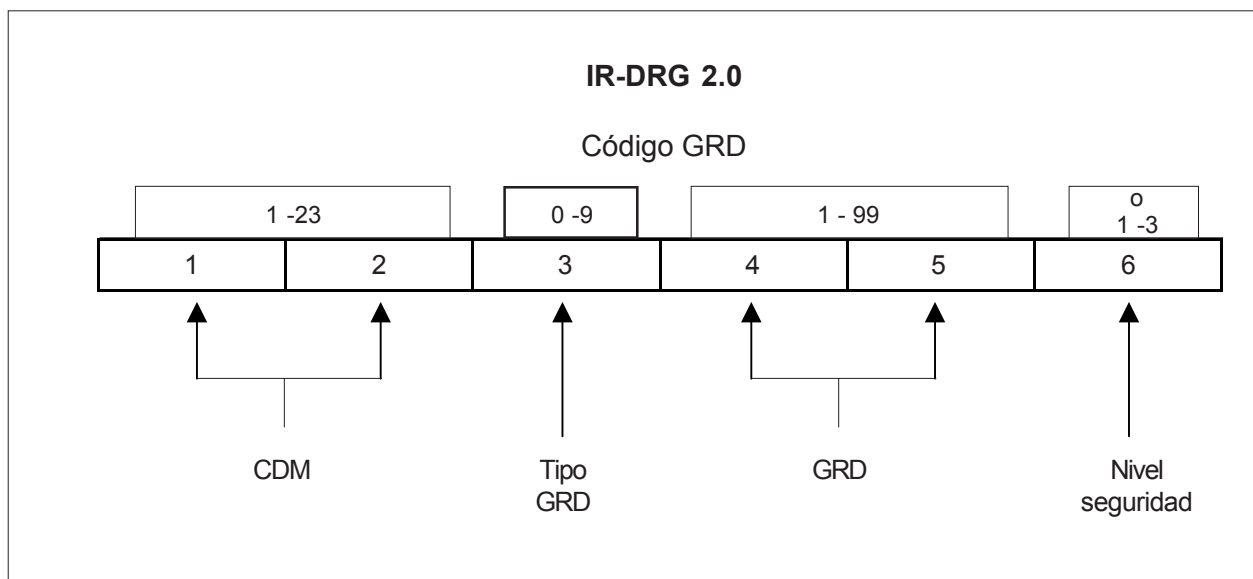 IR-DRG 2.0
Código GRD
1 -23
0 -9
1 - 99
o
1 -3
1
2
3
4
5
6
CDM
Tipo
GRD
GRD
Nivel
seguridad